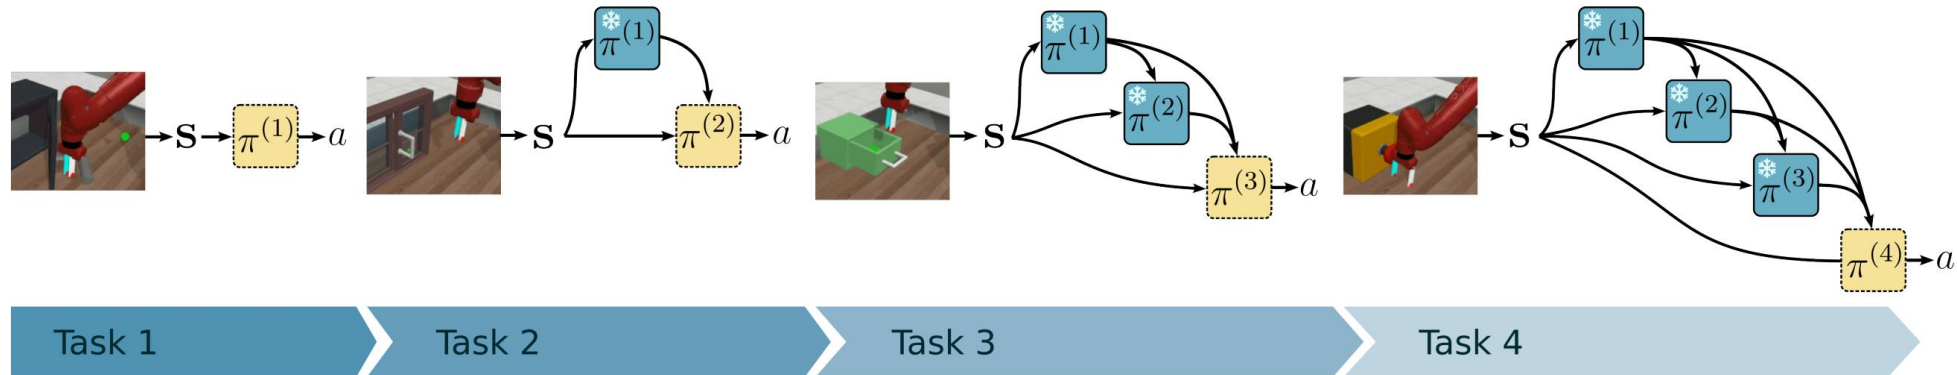 s π^(1) a
π^(1)
s π^(2) a
π^(1)
π^(2)
s
π^(3) a
π^(1)
π^(2)
s
π^(3)
π^(4) a
Task 1
Task 2
Task 3
Task 4